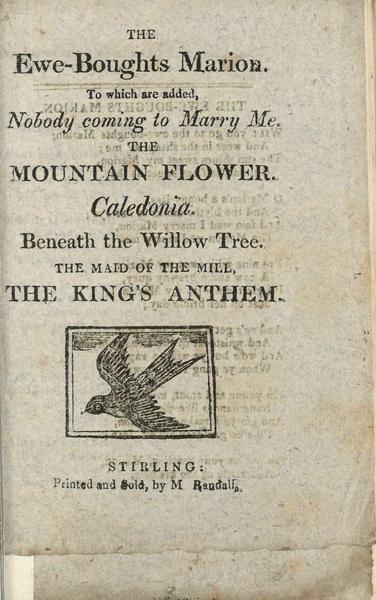 THE
Ewe-Boughts Marion.
To which are added,
Nobody coming to Marry Me.
THE
MOUNTAIN FLOWER.
Caledonia.
Beneath the Willow Tree.
THE MAID OF THE MILL,
THE KING'S ANTHEM.
STIRLING:
Printed and Sold, by M Randall,